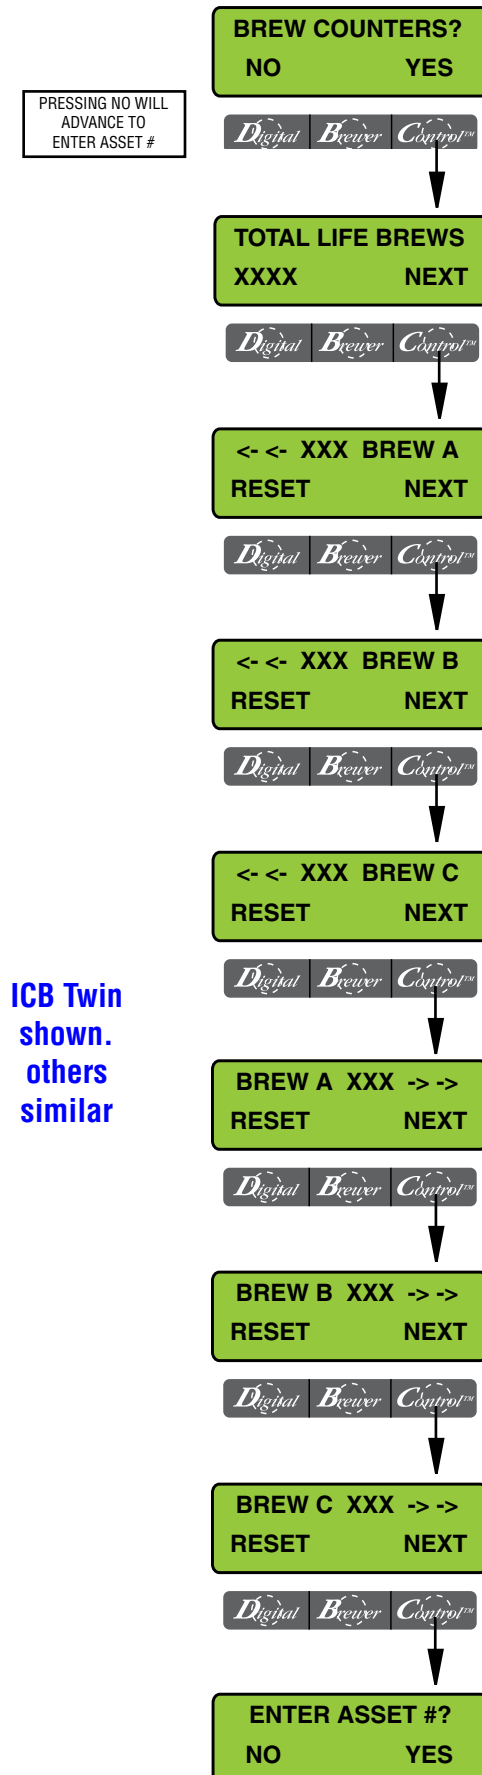 BREW COUNTERS?
NO YES
PRESSING NO WILL
ADVANCE TO
ENTER ASSET #
Digital Brewer Control™
TOTAL LIFE BREWS
XXXX NEXT
Digital Brewer Control™
<- <- XXX BREW A
RESET NEXT
Digital Brewer Control™
<- <- XXX BREW B
RESET NEXT
Digital Brewer Control™
<- <- XXX BREW C
RESET NEXT
Digital Brewer Control™
ICB Twin
shown.
others
similar
BREW A XXX -> ->
RESET NEXT
Digital Brewer Control™
BREW B XXX -> ->
RESET NEXT
Digital Brewer Control™
BREW C XXX -> ->
RESET NEXT
Digital Brewer Control™
ENTER ASSET #?
NO YES